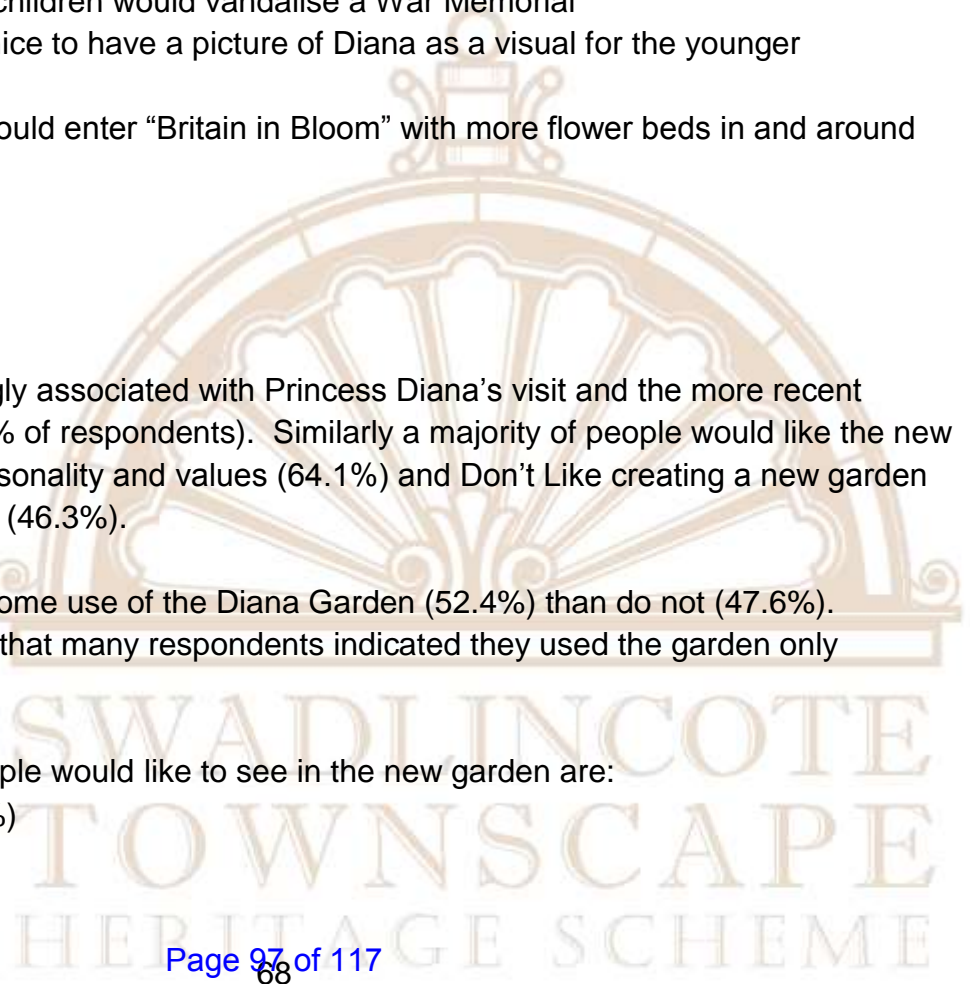 children would vandalise a War Memorial
ice to have a picture of Diana as a visual for the younger
ould enter “Britain in Bloom” with more flower beds in and around
gly associated with Princess Diana’s visit and the more recent
% of respondents). Similarly a majority of people would like the new
sonality and values (64.1%) and Don’t Like creating a new garden
(46.3%).
ome use of the Diana Garden (52.4%) than do not (47.6%).
that many respondents indicated they used the garden only
SWADLINCOTE
ple would like to see in the new garden are:
%)
TOWNSCAPE
HERITAGE SCHEME
Page 97 of 117
68